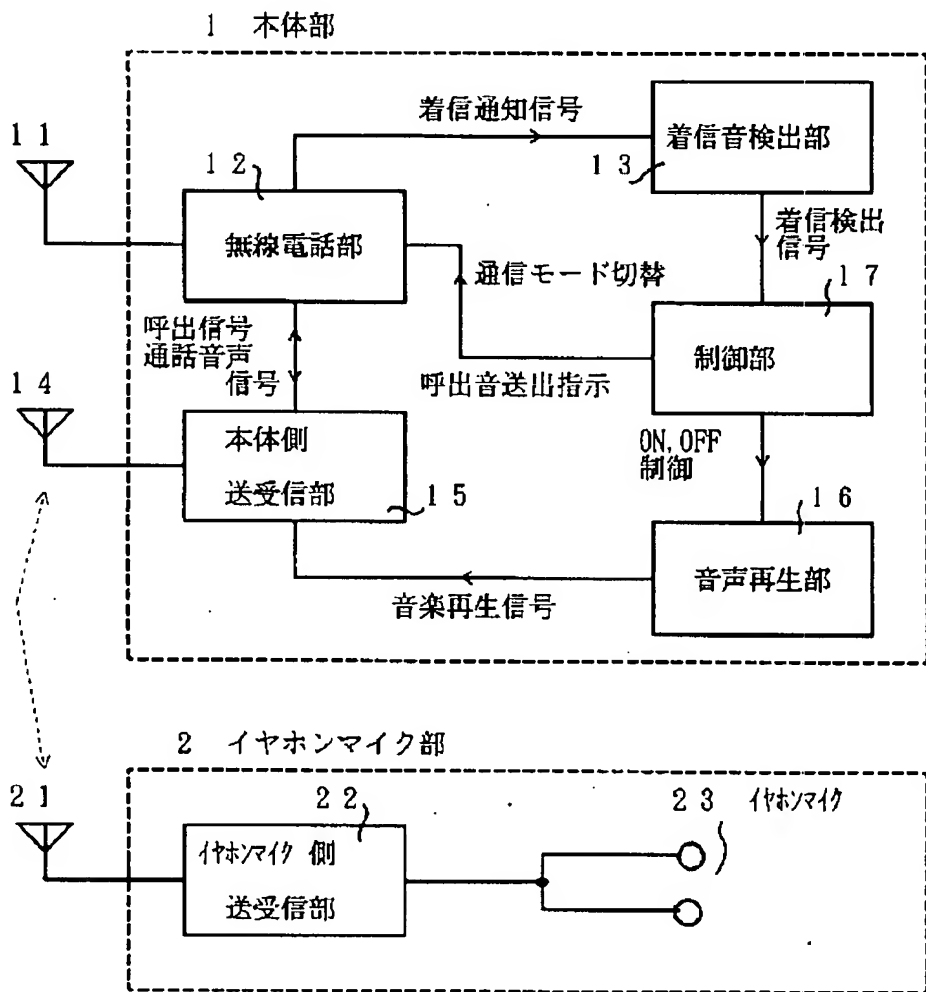 1 本体部
着信通知信号
11
12
着信音検出部
13
無線電話部
着信検出
信号
通信モード切替
17
呼出信号
通話音声
信号
制御部
14
呼出音送出指示
本体側
送受信部
15
ON,OFF
制御
16
音声再生部
音楽再生信号
2 イヤホンマイク部
21
22
23 イヤホンマイク
イヤホンマイク 側
送受信部